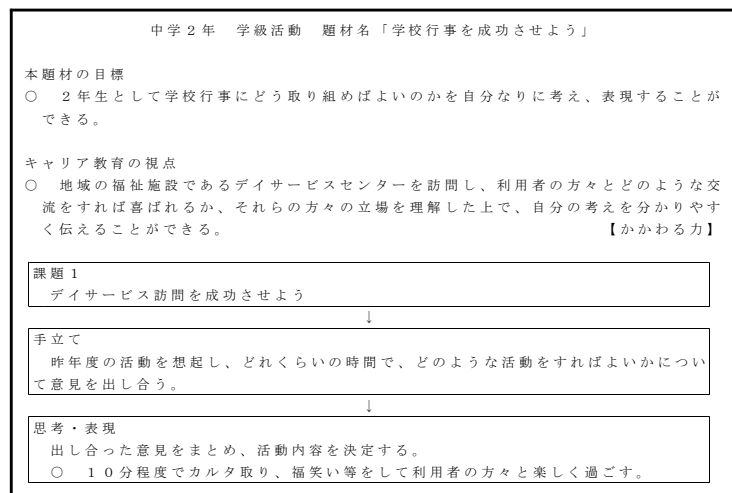 中学２年　学級活動　題材名「学校行事を成功させよう」
本題材の目標
○　２年生として学校行事にどう取り組めばよいのかを自分なりに考え、表現することが
できる。
キャリア教育の視点
○　地域の福祉施設であるデイサービスセンターを訪問し、利用者の方々とどのような交
流をすれば喜ばれるか、それらの方々の立場を理解した上で、自分の考えを分かりやす
く伝えることができる。　【かかわる力】
課題１
デイサービス訪問を成功させよう
↓
手立て
昨年度の活動を想起し、どれくらいの時間で、どのような活動をすればよいかについ
て意見を出し合う。
↓
思考・表現
出し合った意見をまとめ、活動内容を決定する。
○　１０分程度でカルタ取り、福笑い等をして利用者の方々と楽しく過ごす。